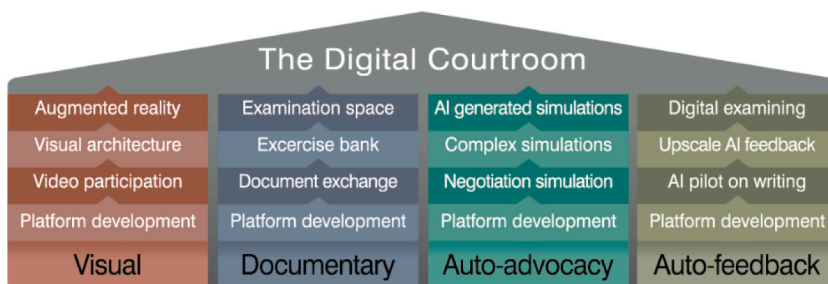 The Digital Courtroom
Augmented reality
Visual architecture
Video participation
Platform development
Visual
Examination space
Excercise bank
Document exchange
Platform development
Documentary
AI generated simulations
Complex simulations
Negotiation simulation
Platform development
Auto-advocacy
Digital examining
Upscale AI feedback
AI pilot on writing
Platform development
Auto-feedback